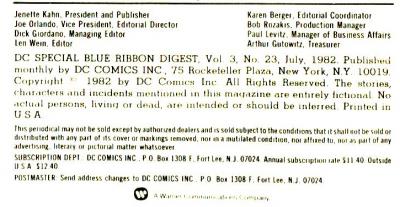 Jenette Kahn, President and Publisher
Joe Orlando, Vice President, Editorial Director
Dick Giordano, Managing Editor
Len Wein, Editor
Karen Berger, Editorial Coordinator
Bob Rozakis, Production Manager
Paul Levitz, Manager of Business Affairs
Arthur Gutowitz, Treasurer
DC SPECIAL BLUE RIBBON DIGEST, Vol 3, No. 23, July, 1982. Published
monthly by DC COMICS INC., 75 Rockefeller Plaza, New York, N.Y. 10019.
Copyright © 1982 by DC Comics Inc. All Rights Reserved. The stories,
characters and incidents mentioned in this magazine are entirely fictional. No
actual persons, living or dead, are intended or should be inferred. Printed in
U S A
This periodical may not be sold except by authorized dealers and is sold subject to the conditions that it shall not be sold or
distributed with any part of its cover or markings removed, nor in a mutilated condition, nor affixed to, nor as part of any
advertising, literary or pictorial matter whatsoever.
SUBSCRIPTION DEPT. DC COMICS INC., P.O. Box 1308 F, Fort Lee, N.J. 07024. Annual subscription rate $11.40. Outside
U S A $12.40.
POSTMASTER: Send address changes to DC COMICS INC., P.O. Box 1308 F, Fort Lee, N.J. 07024.
A Warner Communications Company